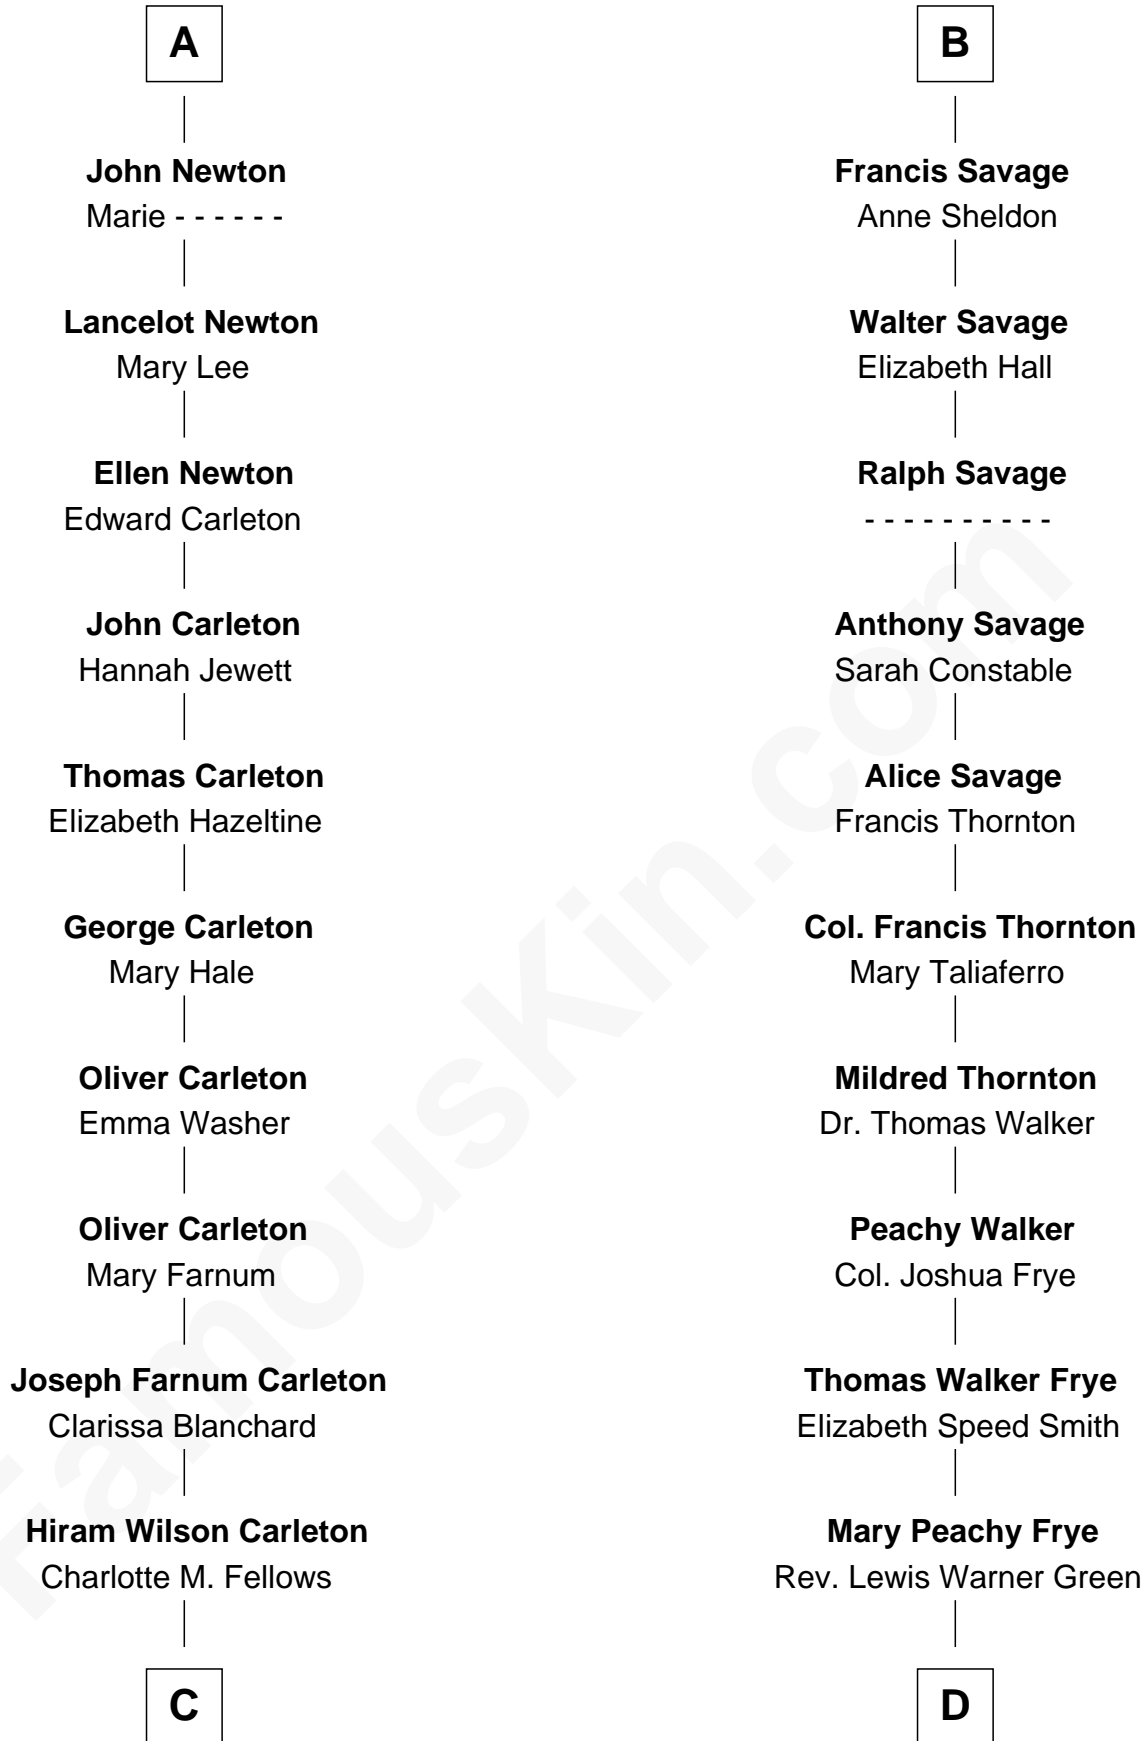 A
John Newton
Marie - - - - - -
Lancelot Newton
Mary Lee
Ellen Newton
Edward Carleton
John Carleton
Hannah Jewett
Thomas Carleton
Elizabeth Hazeltine
George Carleton
Mary Hale
Oliver Carleton
Emma Washer
Oliver Carleton
Mary Farnum
Joseph Farnum Carleton
Clarissa Blanchard
Hiram Wilson Carleton
Charlotte M. Fellows
C
B
Francis Savage
Anne Sheldon
Walter Savage
Elizabeth Hall
Ralph Savage
- - - - - - - - - -
Anthony Savage
Sarah Constable
Alice Savage
Francis Thornton
Col. Francis Thornton
Mary Taliaferro
Mildred Thornton
Dr. Thomas Walker
Peachy Walker
Col. Joshua Frye
Thomas Walker Frye
Elizabeth Speed Smith
Mary Peachy Frye
Rev. Lewis Warner Green
D
FamousKin.com